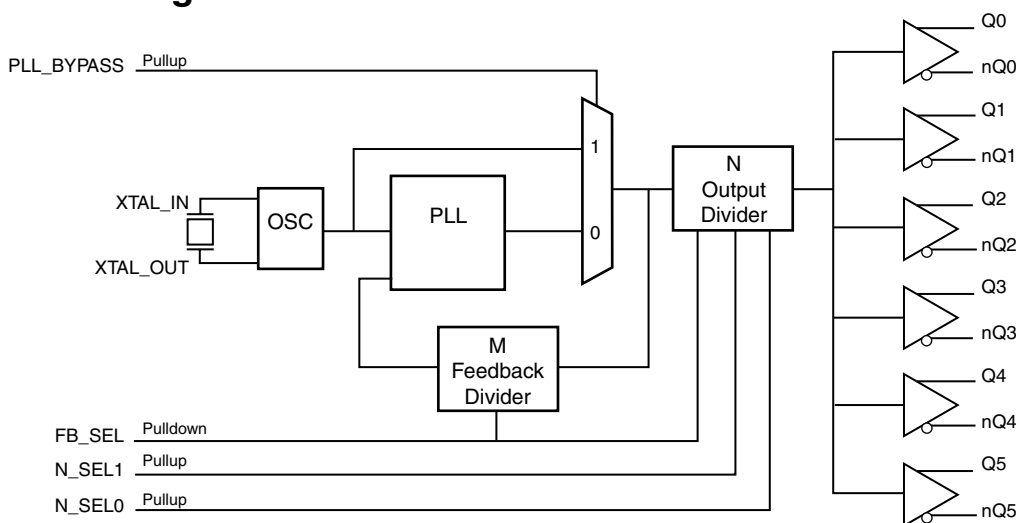 PLL_BYPASS Pullup
XTAL_IN
XTAL_OUT
OSC
PLL
1
0
N
Output
Divider
M
Feedback
Divider
FB_SEL Pulldown
N_SEL1 Pullup
N_SEL0 Pullup
Q0
nQ0
Q1
nQ1
Q2
nQ2
Q3
nQ3
Q4
nQ4
Q5
nQ5